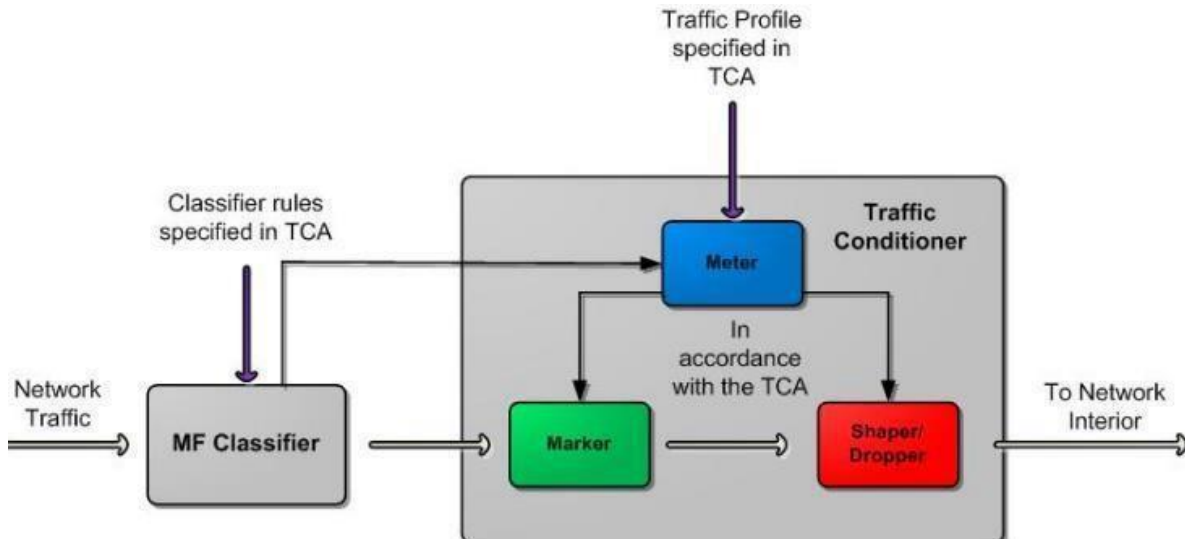 Traffic Profile
specified in
TCA
Classifier rules
specified in TCA
Traffic
Conditioner
Meter
In
accordance
with the TCA
Network
Traffic
MF Classifier
Marker
Shaper/
Dropper
To Network
Interior